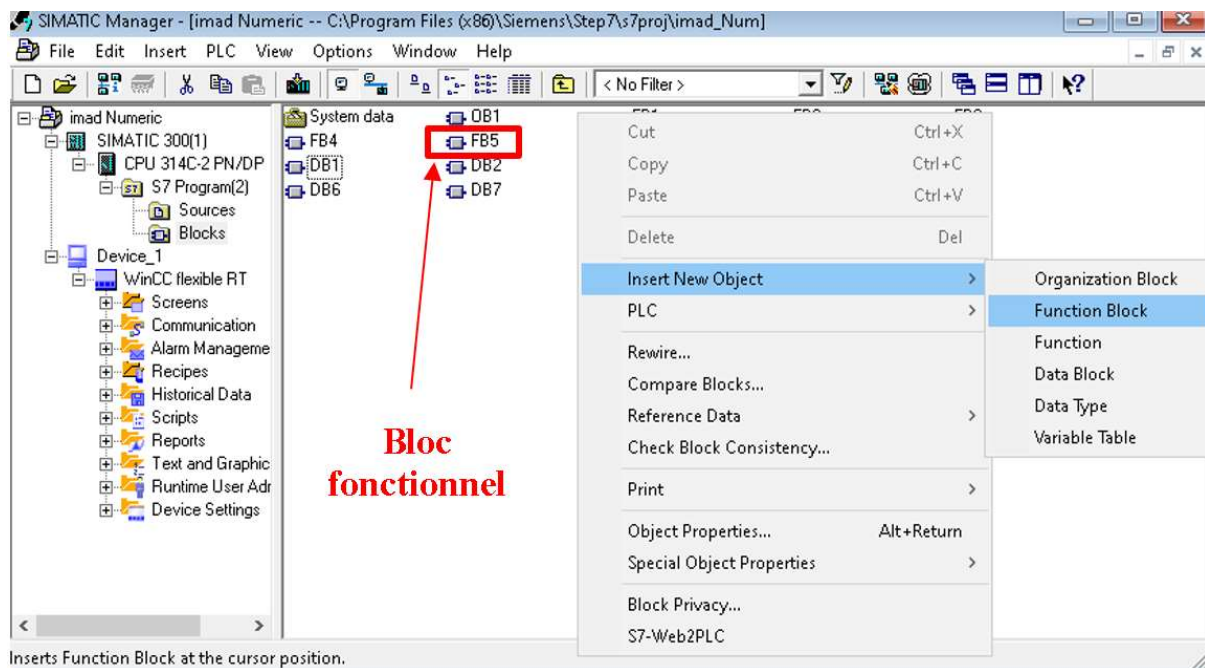 SIMATIC Manager - [imad Numeric -- C:\Program Files (x86)\Siemens\Step7\s7proj\imad_Num]
File Edit Insert PLC View Options Window Help
< No Filter >
imad Numeric
SIMATIC 300(1)
CPU 314C-2 PN/DP
S7 Program(2)
Sources
Blocks
Device_1
WinCC flexible RT
Screens
Communication
Alarm Manageme
Recipes
Historical Data
Scripts
Reports
Text and Graphic
Runtime User Adr
Device Settings
System data OB1
FB4 FB5
DB1 DB2
DB6 DB7
Bloc
fonctionnel
Cut Ctrl+X
Copy Ctrl+C
Paste Ctrl+V
Delete Del
Insert New Object
PLC
Rewire...
Compare Blocks...
Reference Data
Check Block Consistency...
Print
Object Properties... Alt+Return
Special Object Properties
Block Privacy...
S7-Web2PLC
Organization Block
Function Block
Function
Data Block
Data Type
Variable Table
Inserts Function Block at the cursor position.